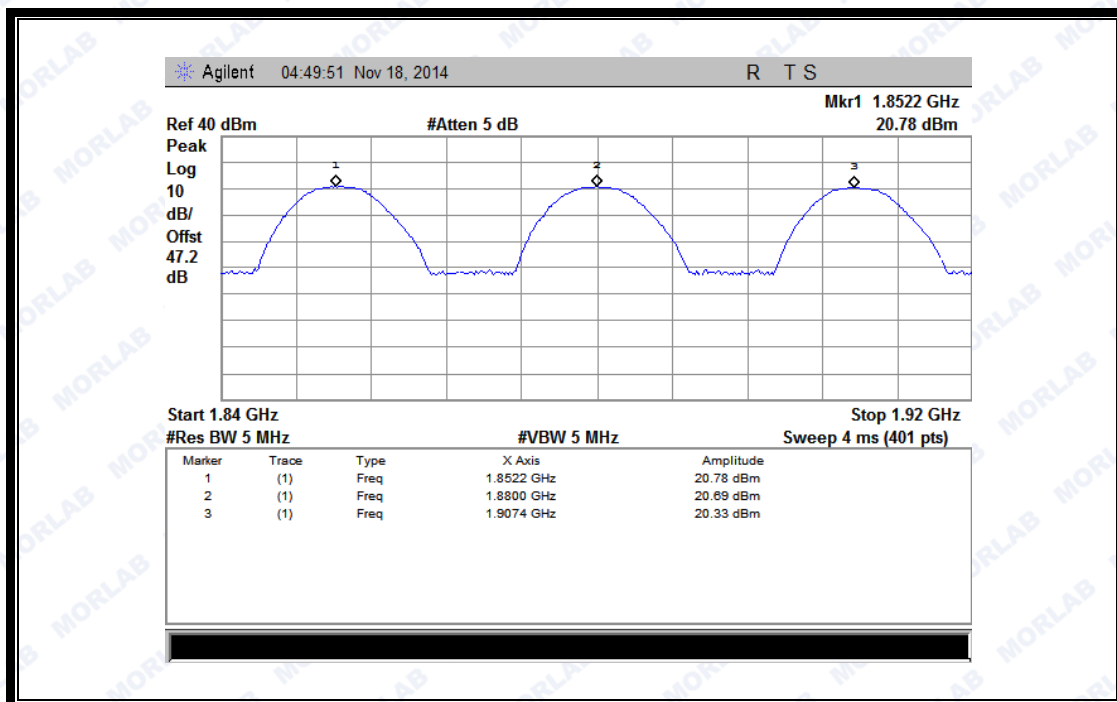 Agilent 04:49:51 Nov 18, 2014 R T S
Mkr1 1.8522 GHz
Ref 40 dBm #Atten 5 dB 20.78 dBm
Peak
Log
10
dB/
Offst
47.2
dB
1 2 3
Start 1.84 GHz Stop 1.92 GHz
#Res BW 5 MHz #VBW 5 MHz Sweep 4 ms (401 pts)
Marker Trace Type X Axis Amplitude
1 (1) Freq 1.8522 GHz 20.78 dBm
2 (1) Freq 1.8800 GHz 20.69 dBm
3 (1) Freq 1.9074 GHz 20.33 dBm
MORLAB